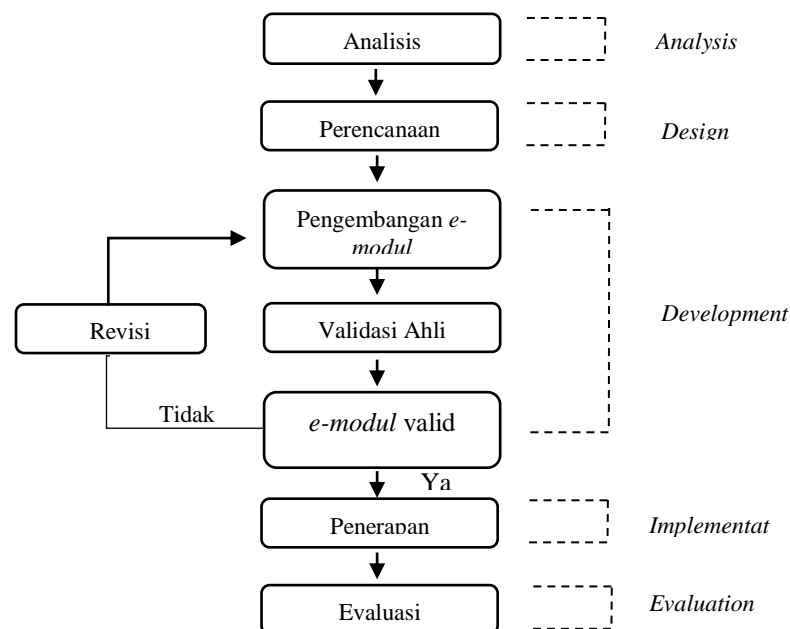 Analisis
Analysis
Perencanaan
Design
Pengembangan e-
modul
Revisi
Validasi Ahli
Development
Tidak
e-modul valid
Ya
Penerapan
Implementat
Evaluasi
Evaluation